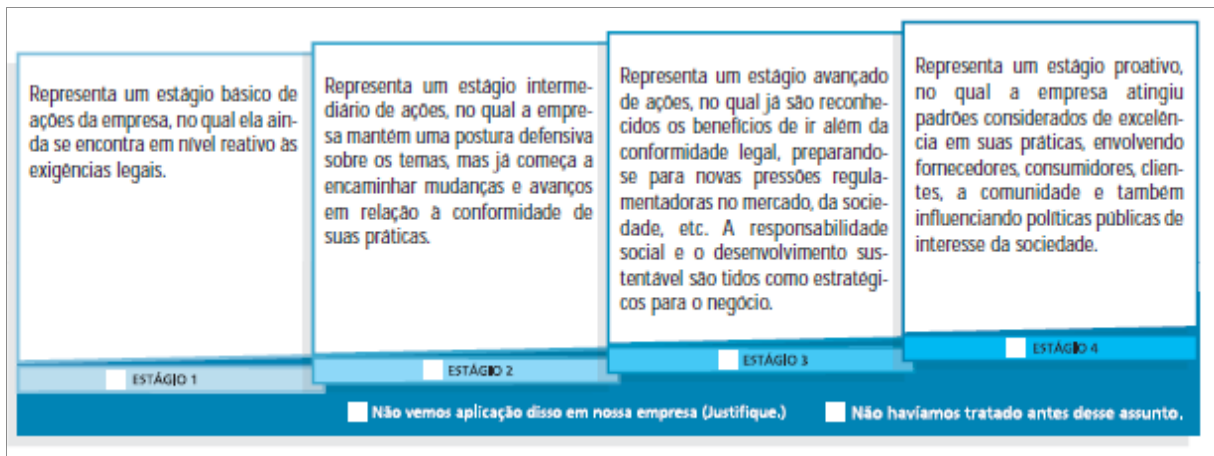 Representa um estágio básico de
ações da empresa, no qual ela ain-
da se encontra em nível reativo às
exigências legais.
ESTÁGIO 1
Representa um estágio interme-
diário de ações, no qual a empre-
sa mantém uma postura defensiva
sobre os temas, mas já começa a
encaminhar mudanças e avanços
em relação à conformidade de
suas práticas.
ESTÁGIO 2
Representa um estágio avançado
de ações, no qual já são reconhe-
cidos os benefícios de ir além da
conformidade legal, preparando-
se para novas pressões regula-
mentadoras no mercado, da socie-
dade, etc. A responsabilidade
social e o desenvolvimento sus-
tentável são tidos como estratégi-
cos para o negócio.
ESTÁGIO 3
Representa um estágio proativo,
no qual a empresa atingiu
padrões considerados de excelên-
cia em suas práticas, envolvendo
fornecedores, consumidores, clien-
tes, a comunidade e também
influenciando políticas públicas de
interesse da sociedade.
ESTÁGIO 4
Não vemos aplicação disso em nossa empresa (Justifique.)
Não havíamos tratado antes desse assunto.